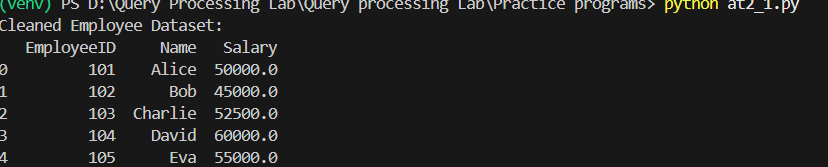 (venv) PS D:\Query Processing Lab\Query processing Lab\Practice programs> python at2_1.py
Cleaned Employee Dataset:
EmployeeID Name Salary
0 101 Alice 50000.0
1 102 Bob 45000.0
2 103 Charlie 52500.0
3 104 David 60000.0
4 105 Eva 55000.0